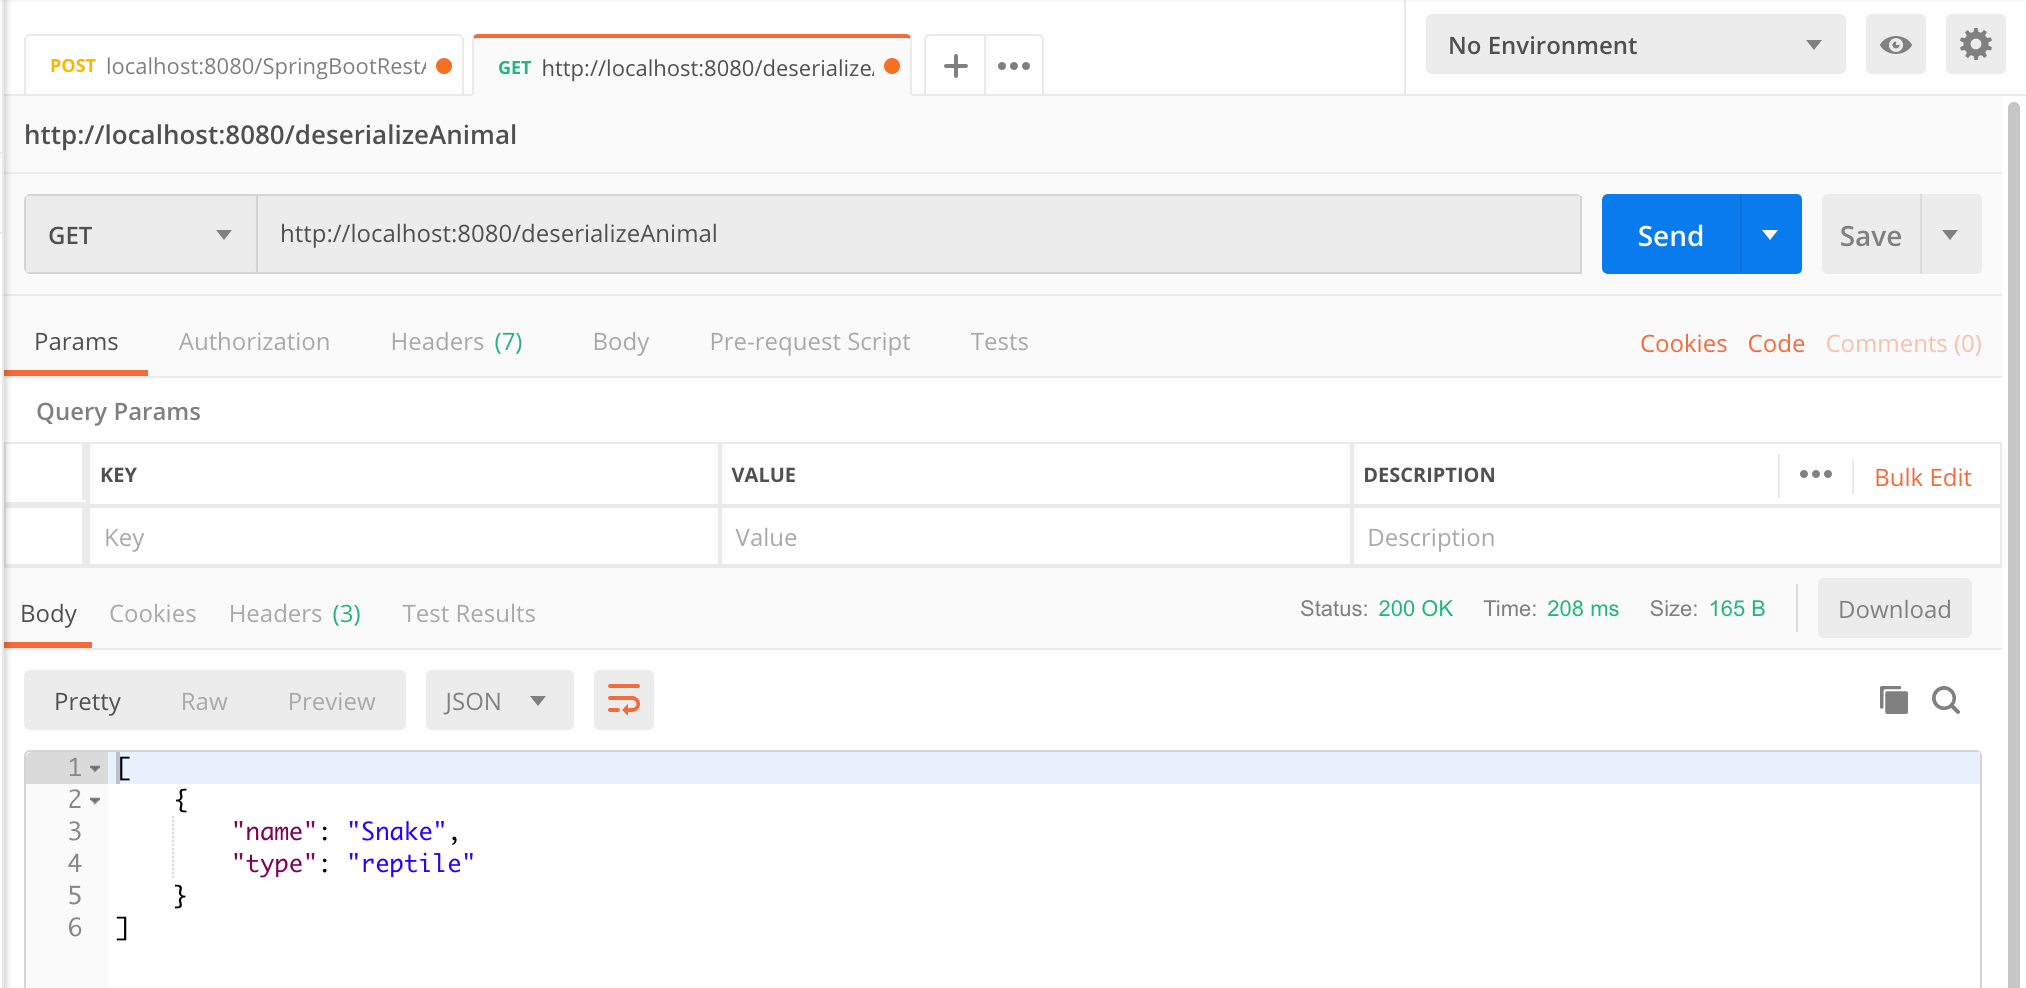 POST localhost:8080/SpringBootRest
GET http://localhost:8080/deserialize
No Environment
http://localhost:8080/deserializeAnimal
GET http://localhost:8080/deserializeAnimal
Send
Save
Params Authorization Headers (7) Body Pre-request Script Tests
Cookies Code Comments (0)
Query Params
KEY VALUE DESCRIPTION Bulk Edit
Key Value Description
Body Cookies Headers (3) Test Results
Status: 200 OK Time: 208 ms Size: 165 B
Download
Pretty Raw Preview JSON
1 [
2 {
3 "name": "Snake",
4 "type": "reptile"
5 }
6 ]